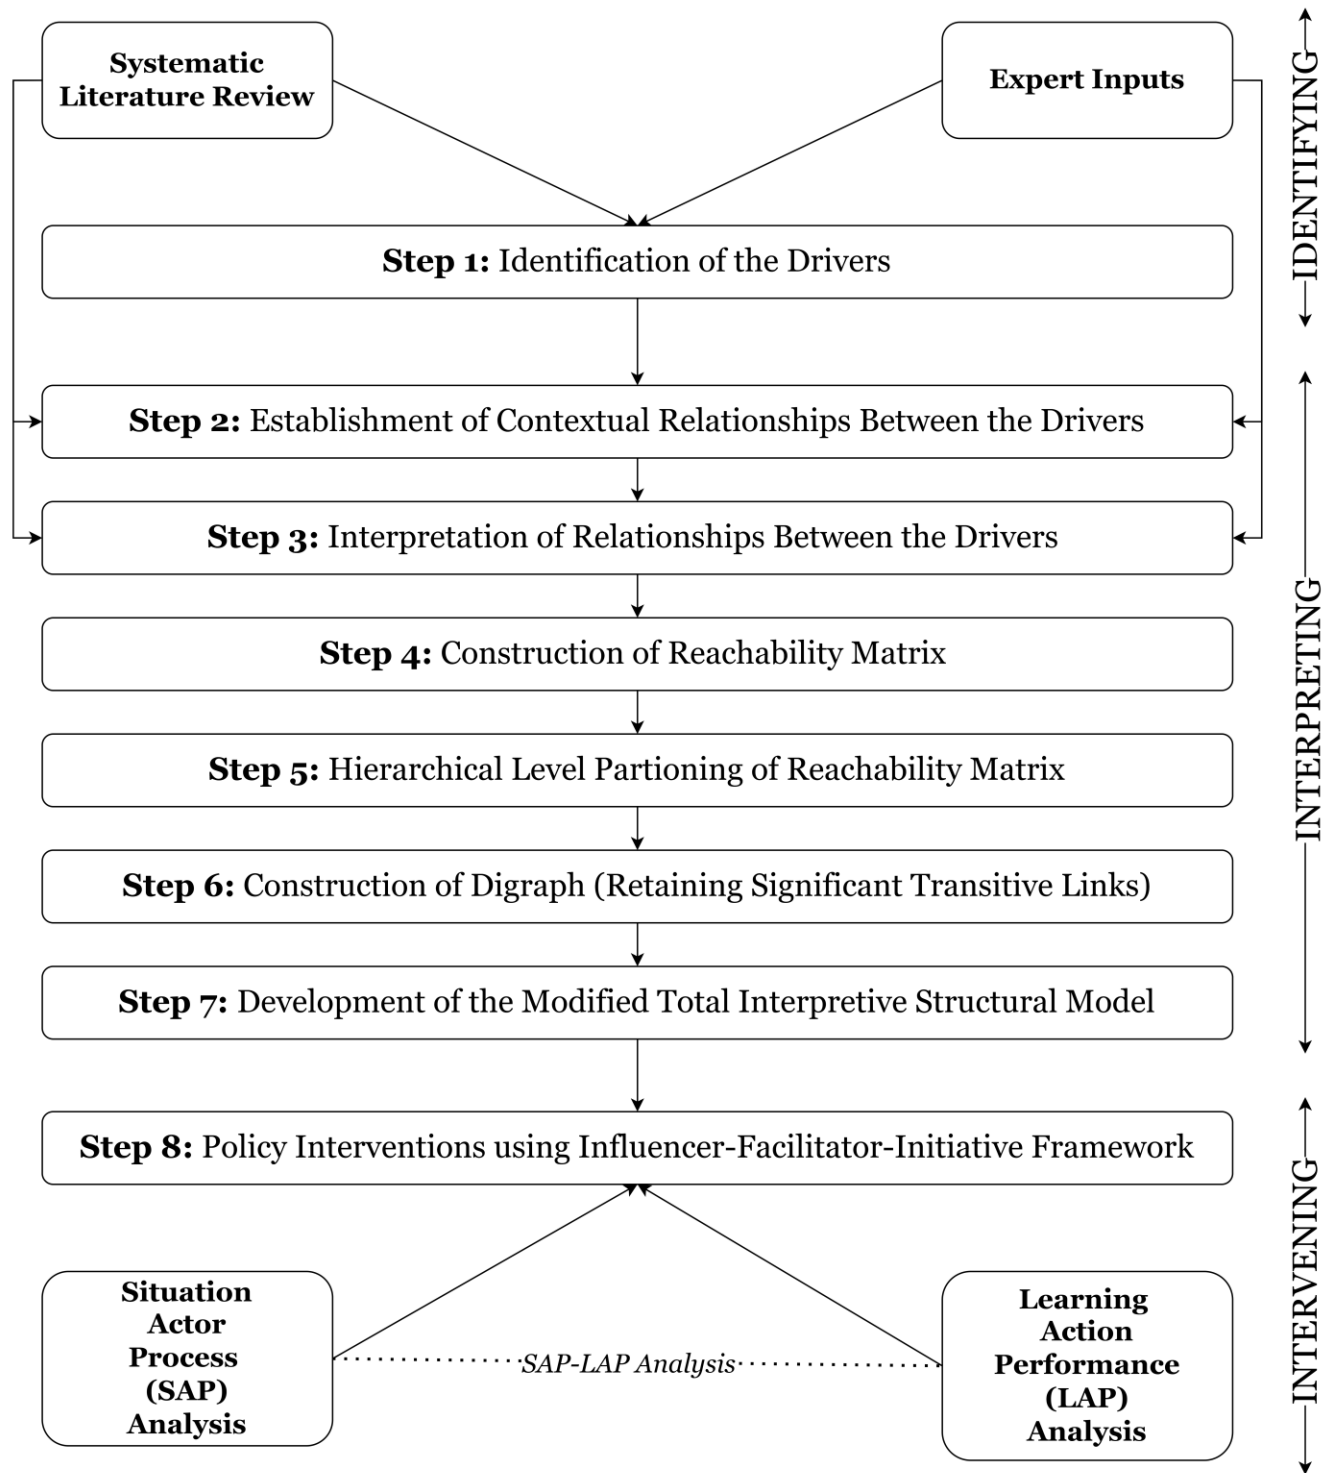 Systematic
Literature Review
Expert Inputs
IDENTIFYING
Step 1: Identification of the Drivers
Step 2: Establishment of Contextual Relationships Between the Drivers
Step 3: Interpretation of Relationships Between the Drivers
Step 4: Construction of Reachability Matrix
INTERPRETING
Step 5: Hierarchical Level Partioning of Reachability Matrix
Step 6: Construction of Digraph (Retaining Significant Transitive Links)
Step 7: Development of the Modified Total Interpretive Structural Model
Step 8: Policy Interventions using Influencer-Facilitator-Initiative Framework
INTERVENING
Situation
Actor
Process
(SAP)
Analysis
SAP-LAP Analysis
Learning
Action
Performance
(LAP)
Analysis